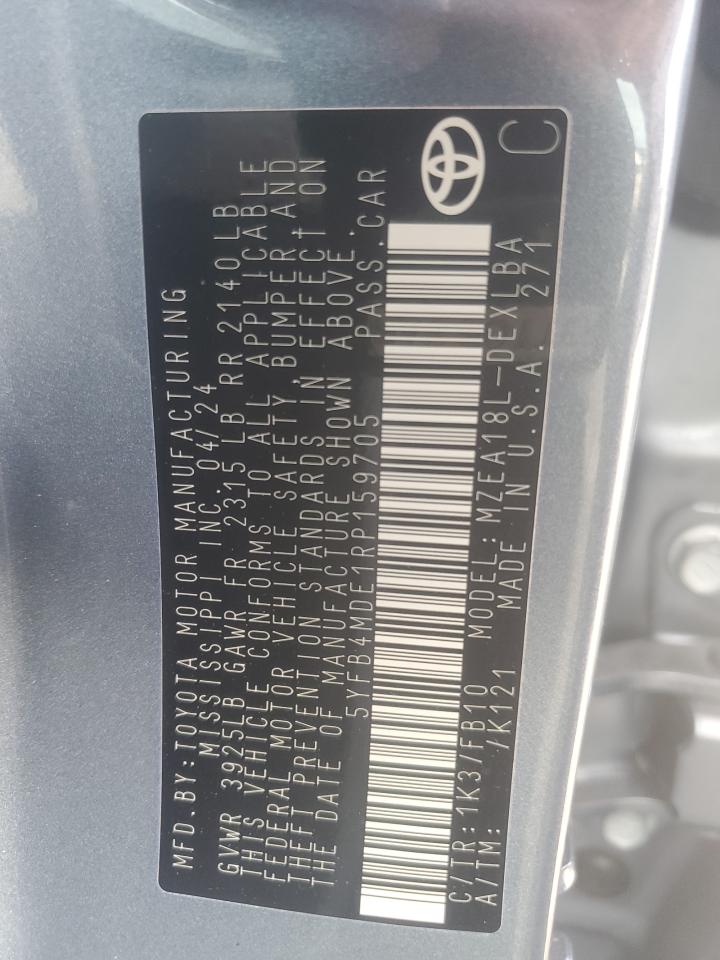 MFD.BY:TOYOTA MOTOR MANUFACTURING
MISSISSIPPI INC.04/24
GVWR 3925LB GAWR FR 2315 LB RR 2140LB
THIS VEHICLE CONFORMS TO ALL APPLICABLE
FEDERAL MOTOR VEHICLE SAFETY, BUMPER AND
THEFT PREVENTION STANDARDS IN EFFECT ON
THE DATE OF MANUFACTURE SHOWN ABOVE.
5YFB4MDE1RP159705 PASS.CAR
C/TR:1K3/FB10 MODEL:MZEA18L-DEXLBA
A/TM: /K121 MADE IN U.S.A. 271
C